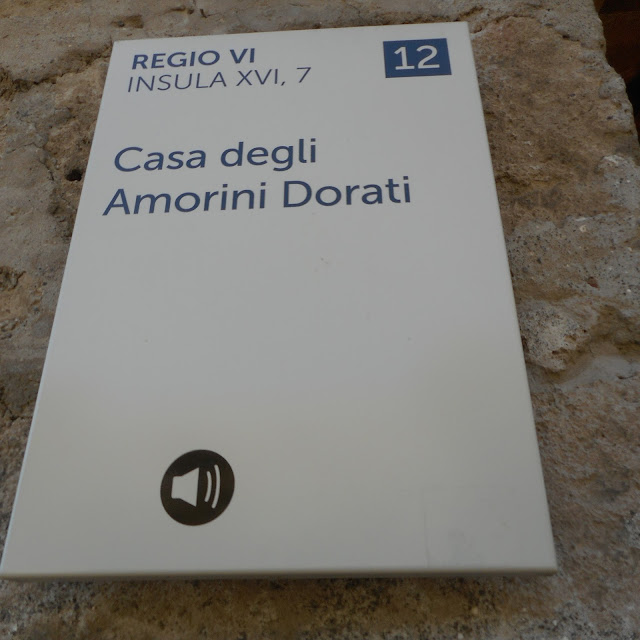 REGIO VI
INSULA XVI, 7
12
Casa degli
Amorini Dorati